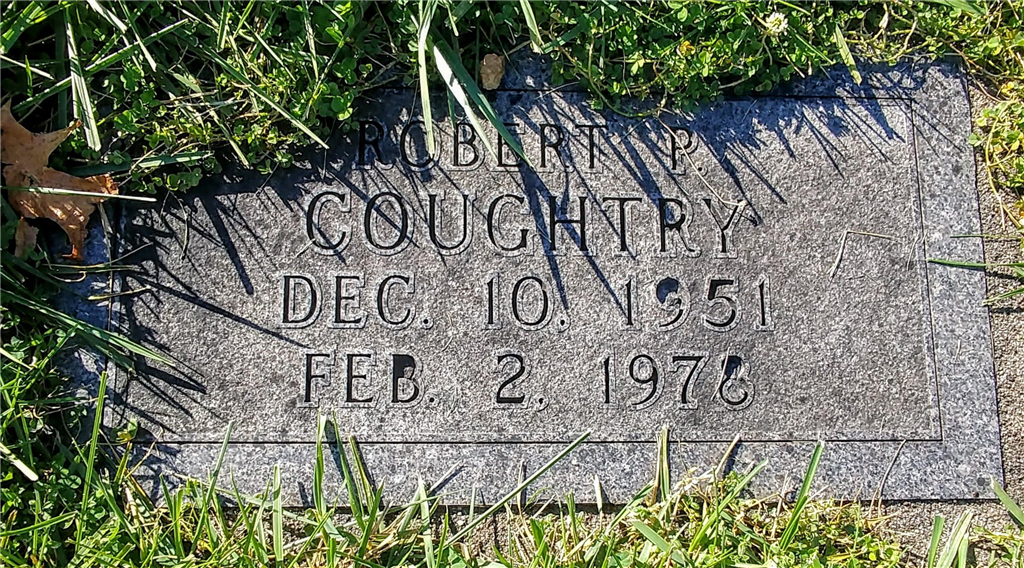 ROBERT P.
COUGHTRY
DEC. 10. 1951
FEB. 2, 1978